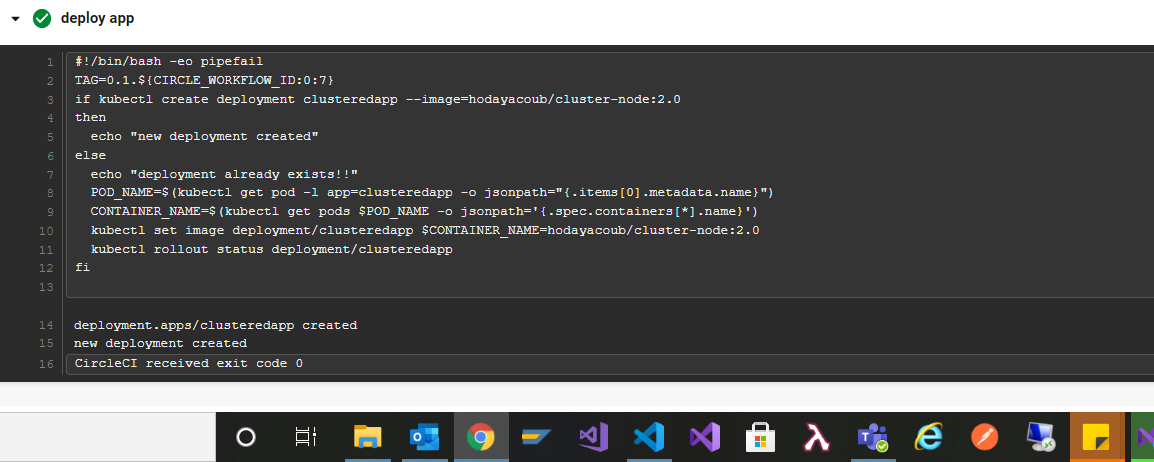 deploy app
1 #!/bin/bash -eo pipefail
2 TAG=0.1.${CIRCLE_WORKFLOW_ID:0:7}
3 if kubectl create deployment clusteredapp --image=hodayacoub/cluster-node:2.0
4 then
5   echo "new deployment created"
6 else
7   echo "deployment already exists!!"
8   POD_NAME=$(kubectl get pod -l app=clusteredapp -o jsonpath="{.items[0].metadata.name}")
9   CONTAINER_NAME=$(kubectl get pods $POD_NAME -o jsonpath='{.spec.containers[*].name}')
10   kubectl set image deployment/clusteredapp $CONTAINER_NAME=hodayacoub/cluster-node:2.0
11   kubectl rollout status deployment/clusteredapp
12 fi
13
14 deployment.apps/clusteredapp created
15 new deployment created
16 CircleCI received exit code 0